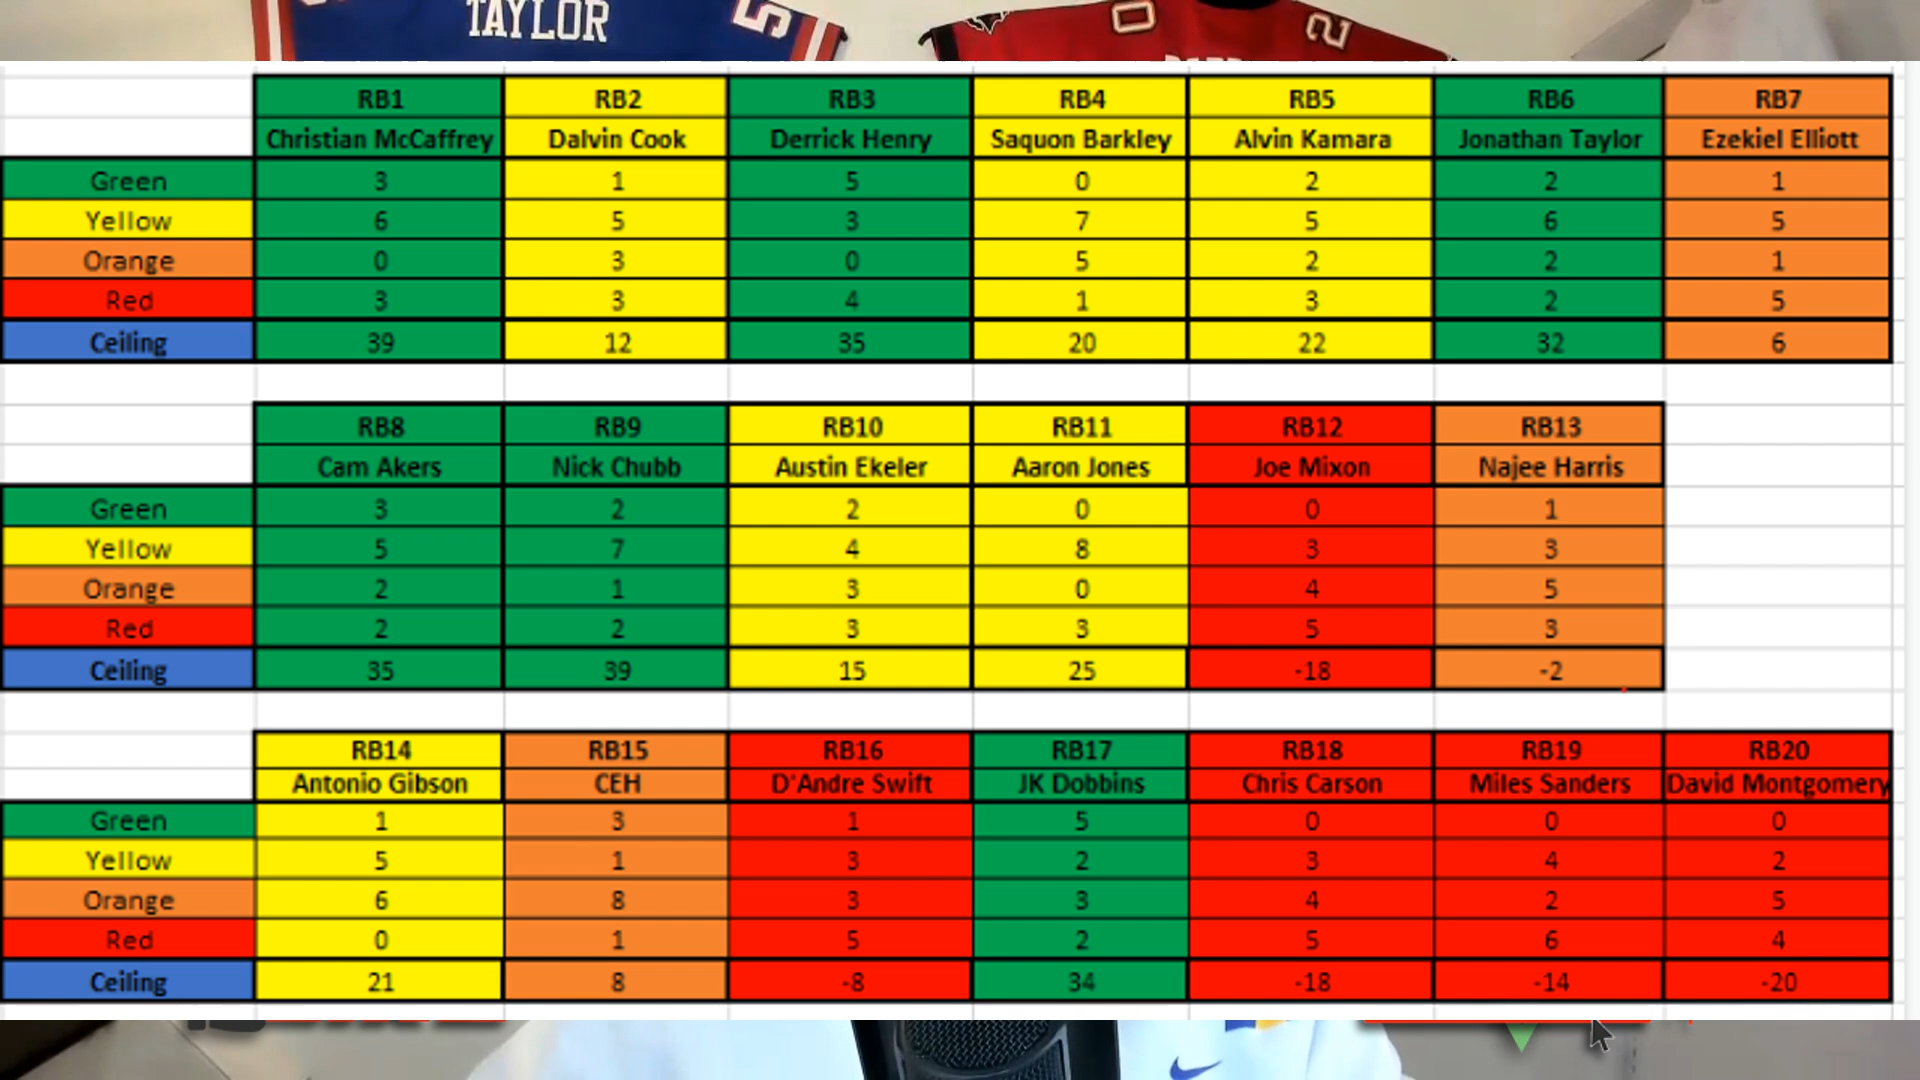 TAYLOR 5 0 2
RB1 RB2 RB3 RB4 RB5 RB6 RB7
Christian McCaffrey Dalvin Cook Derrick Henry Saquon Barkley Alvin Kamara Jonathan Taylor Ezekiel Elliott
Green 3 1 5 0 2 2 1
Yellow 6 5 3 7 5 6 5
Orange 0 3 0 5 2 2 1
Red 3 3 4 1 3 2 5
Ceiling 39 12 35 20 22 32 6
RB8 RB9 RB10 RB11 RB12 RB13
Cam Akers Nick Chubb Austin Ekeler Aaron Jones Joe Mixon Najee Harris
Green 3 2 2 0 0 1
Yellow 5 7 4 8 3 3
Orange 2 1 3 0 4 5
Red 2 2 3 3 5 3
Ceiling 35 39 15 25 -18 -2
RB14 RB15 RB16 RB17 RB18 RB19 RB20
Antonio Gibson CEH D'Andre Swift JK Dobbins Chris Carson Miles Sanders David Montgomery
Green 1 3 1 5 0 0 0
Yellow 5 1 3 2 3 4 2
Orange 6 8 3 3 4 2 5
Red 0 1 5 2 5 6 4
Ceiling 21 8 -8 34 -18 -14 -20